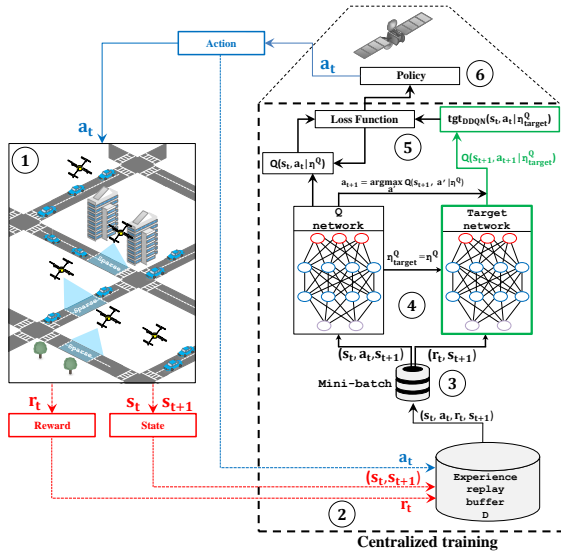 Action
a_t
Policy
6
a_t
Loss Function
tgt_DDQN(s_t, a_t|η^Q_target)
1
5
Q(s_t, a_t|η^Q)
Q(s_{t+1}, a_{t+1}|η^Q_target)
a_{t+1} = argmax Q(s_{t+1}, a'|η^Q)
a'
Q
network
Target
network
Sparse
η^Q_target = η^Q
Sparse
4
Sparse
(s_t, a_t, s_{t+1})
(r_t, s_{t+1})
Mini-batch
3
r_t
s_t
s_{t+1}
(s_t, a_t, r_t, s_{t+1})
Reward
State
a_t
(s_t, s_{t+1})
r_t
Experience
replay
buffer
D
2
Centralized training